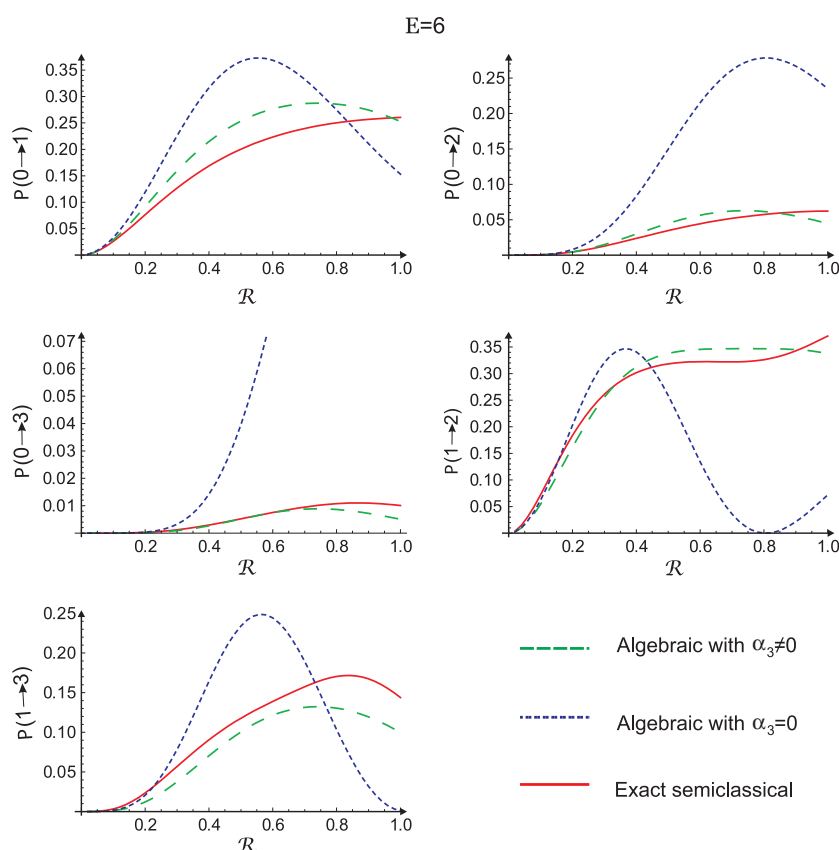 E=6
P(0→1)
0.35
0.30
0.25
0.20
0.15
0.10
0.05
0.2 0.4 0.6 0.8 1.0
ℛ
P(0→2)
0.25
0.20
0.15
0.10
0.05
0.2 0.4 0.6 0.8 1.0
ℛ
P(0→3)
0.07
0.06
0.05
0.04
0.03
0.02
0.01
0.2 0.4 0.6 0.8 1.0
ℛ
P(1→2)
0.35
0.30
0.25
0.20
0.15
0.10
0.05
0.2 0.4 0.6 0.8 1.0
ℛ
P(1→3)
0.25
0.20
0.15
0.10
0.05
0.2 0.4 0.6 0.8 1.0
ℛ
Algebraic with α₃≠0
Algebraic with α₃=0
Exact semiclassical